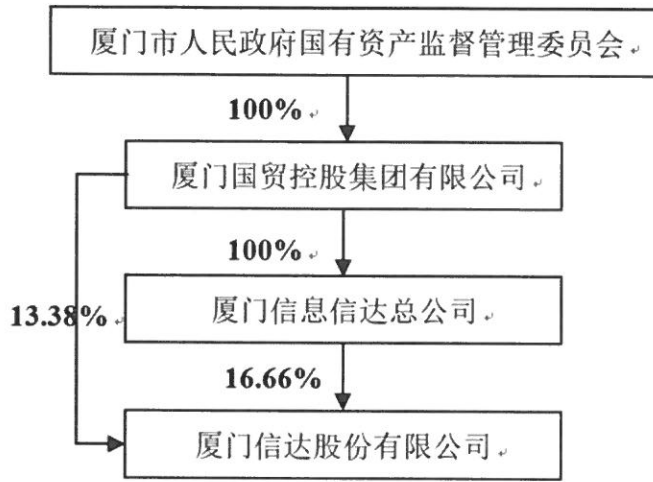 厦门市人民政府国有资产监督管理委员会
100%
厦门国贸控股集团有限公司
100%
厦门信息信达总公司
13.38%
16.66%
厦门信达股份有限公司